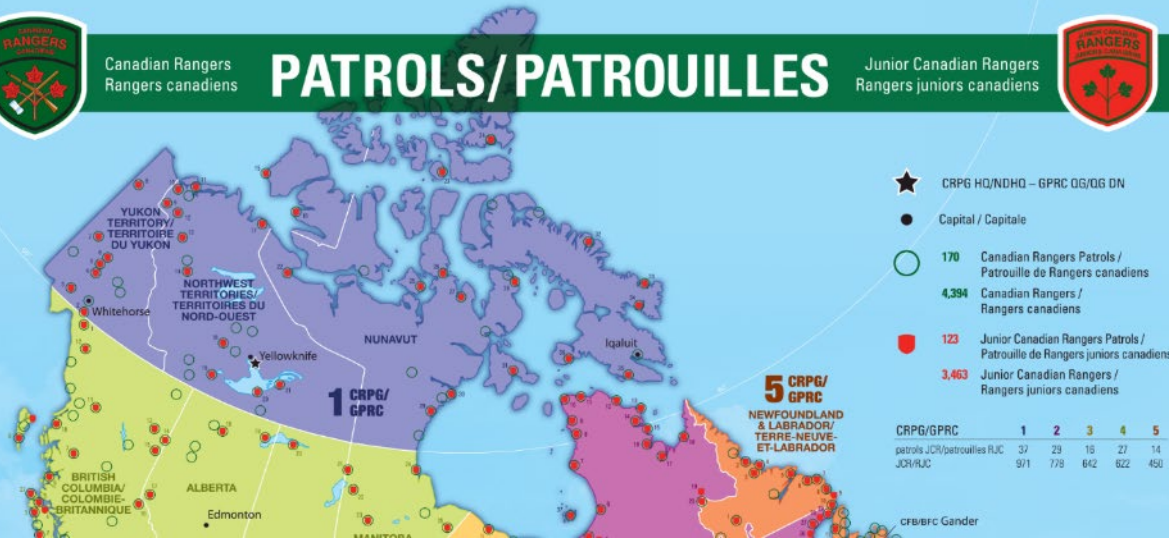 CANADIAN
RANGERS
CANADIENS
Canadian Rangers
Rangers canadiens
PATROLS/PATROUILLES
Junior Canadian Rangers
Rangers juniors canadiens
JUNIOR CANADIAN
RANGERS
CRPG HQ/NDHQ – GPRC QG/QG DN
Capital / Capitale
170 Canadian Rangers Patrols /
Patrouille de Rangers canadiens
4,394 Canadian Rangers /
Rangers canadiens
123 Junior Canadian Rangers Patrols /
Patrouille de Rangers juniors canadiens
3,463 Junior Canadian Rangers /
Rangers juniors canadiens
CRPG/GPRC 1 2 3 4 5
patrols JCR/patrouilles RJC 37 29 16 27 14
JCR/RJC 971 778 642 622 450
YUKON
TERRITORY/
TERRITOIRE
DU YUKON
Whitehorse
NORTHWEST
TERRITORIES/
TERRITOIRES DU
NORD-OUEST
Yellowknife
NUNAVUT
Iqaluit
1 CRPG/
GPRC
5 CRPG/
GPRC
NEWFOUNDLAND
& LABRADOR/
TERRE-NEUVE-
ET-LABRADOR
BRITISH
COLUMBIA/
COLOMBIE-
BRITANNIQUE
ALBERTA
Edmonton
MANITOBA
CFB/BFC Gander